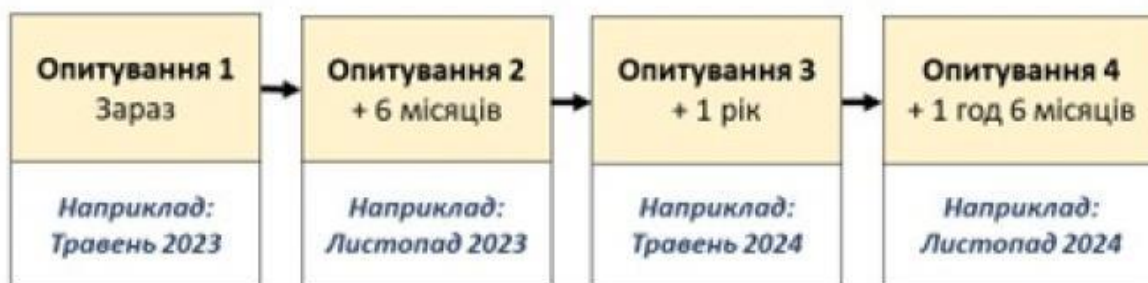 Опитування 1
Зараз
Опитування 2
+ 6 місяців
Опитування 3
+ 1 рік
Опитування 4
+ 1 год 6 місяців
Наприклад:
Травень 2023
Наприклад:
Листопад 2023
Наприклад:
Травень 2024
Наприклад:
Листопад 2024